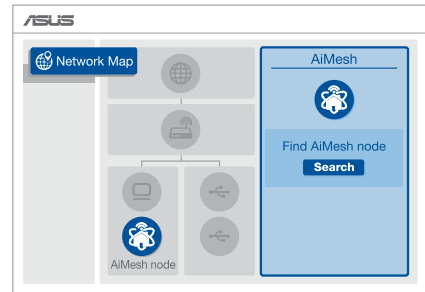 ASUS
Network Map
AiMesh
Find AiMesh node
Search
AiMesh node